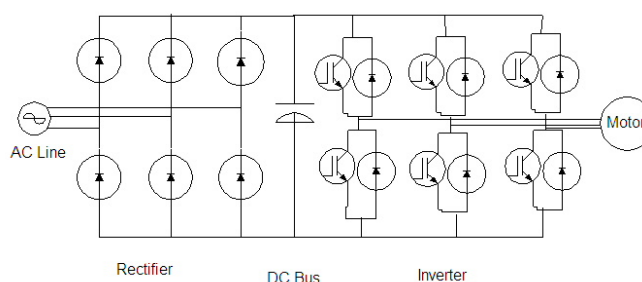 AC Line
Motor
Rectifier
DC Bus
Inverter